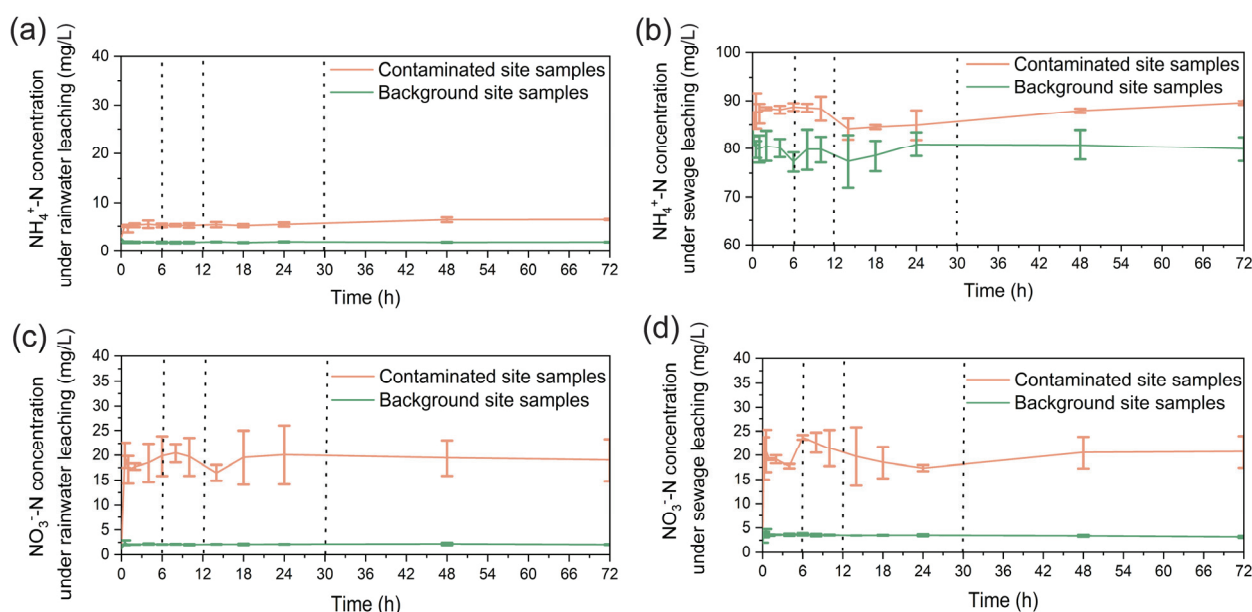 (a)
NH₄⁺-N concentration
under rainwater leaching (mg/L)
40
30
20
10
0
Contaminated site samples
Background site samples
0 6 12 18 24 30 36 42 48 54 60 66 72
Time (h)
(b)
NH₄⁺-N concentration
under sewage leaching (mg/L)
100
90
80
70
60
Contaminated site samples
Background site samples
0 6 12 18 24 30 36 42 48 54 60 66 72
Time (h)
(c)
NO₃⁻-N concentration
under rainwater leaching (mg/L)
40
35
30
25
20
15
10
5
0
Contaminated site samples
Background site samples
0 6 12 18 24 30 36 42 48 54 60 66 72
Time (h)
(d)
NO₃⁻-N concentration
under sewage leaching (mg/L)
40
35
30
25
20
15
10
5
0
Contaminated site samples
Background site samples
0 6 12 18 24 30 36 42 48 54 60 66 72
Time (h)